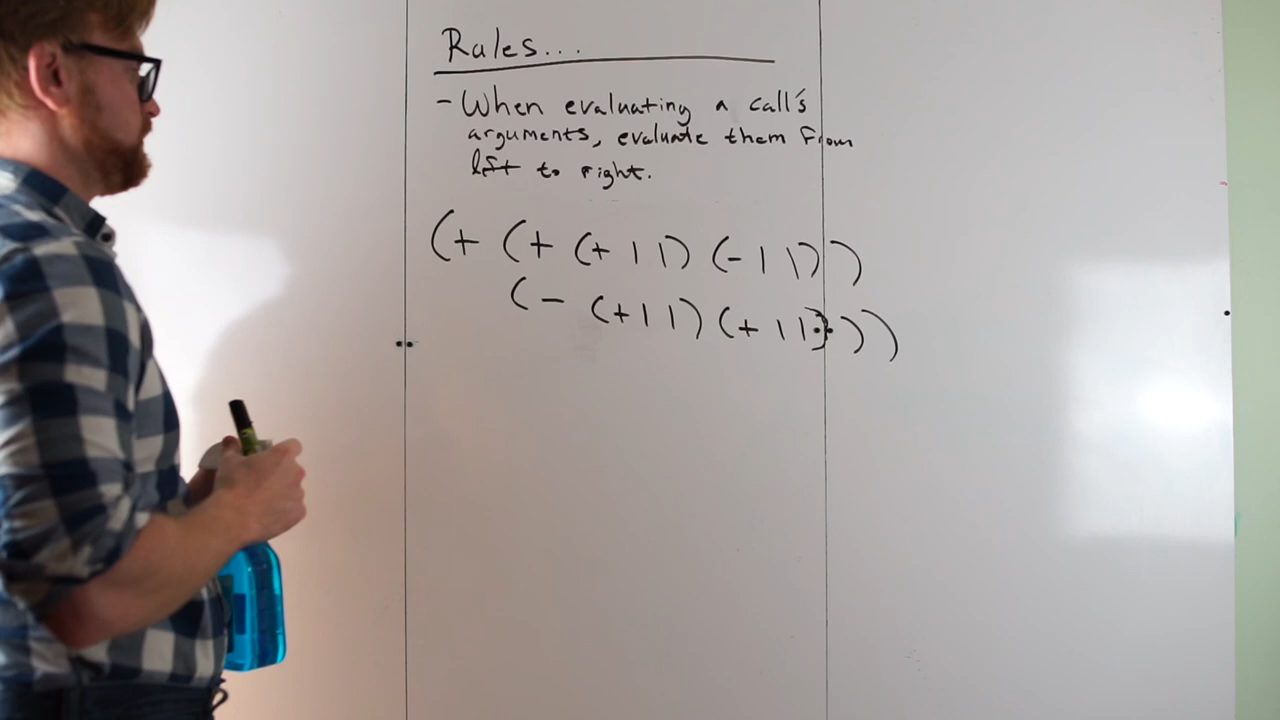 Rules...
- When evaluating a call's
arguments, evaluate them from
left to right.
(+ (+ (+ 1 1) (- 1 1))
(- (+ 1 1) (+ 1 1)))